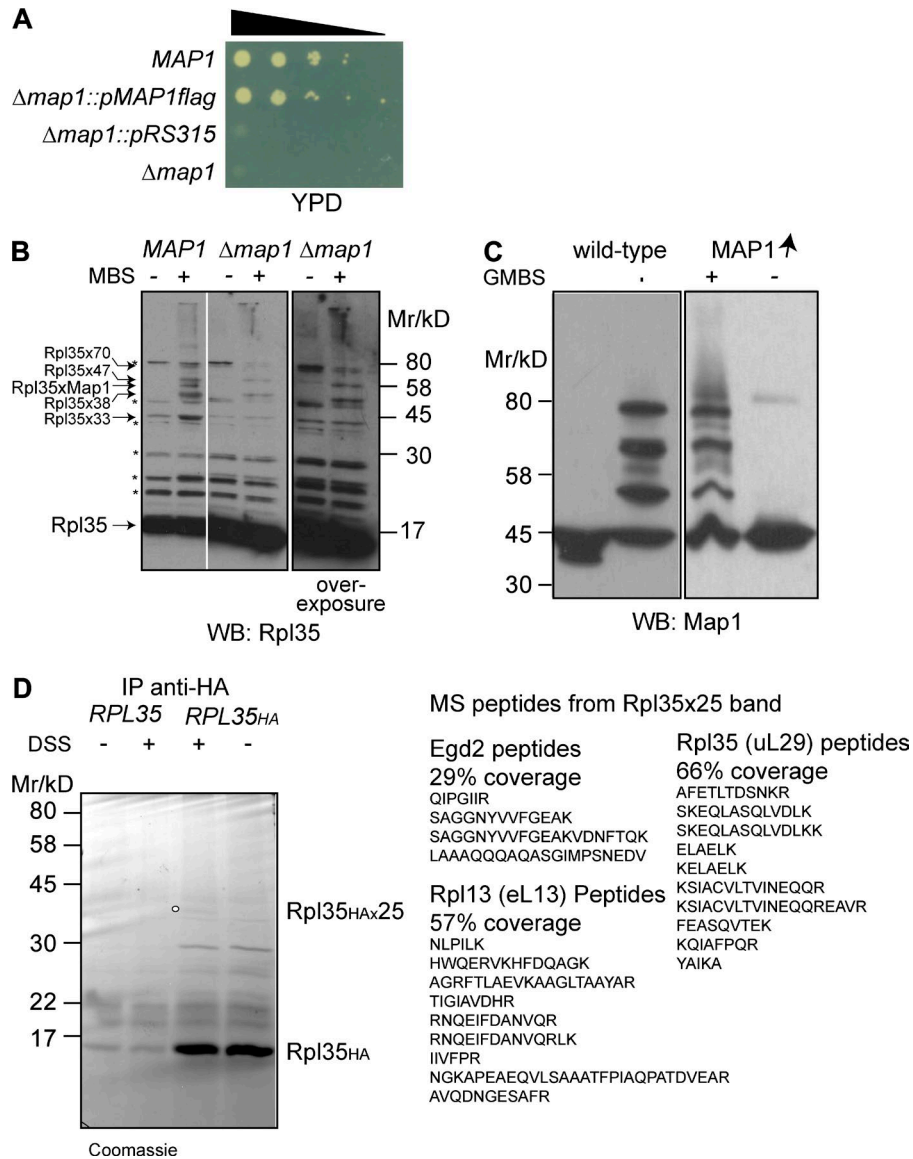 A
MAP1
Δmap1::pMAP1flag
Δmap1::pRS315
Δmap1
YPD
B
MAP1 Δmap1 Δmap1
MBS - + - + - +
Mr/kD
Rpl35x70
Rpl35x47
Rpl35xMap1
Rpl35x38
Rpl35x33
Rpl35
*
*
*
*
*
*
80
58
45
30
17
over-
exposure
WB: Rpl35
C
wild-type MAP1
GMBS - + -
Mr/kD
80
58
45
30
WB: Map1
D
IP anti-HA
RPL35 RPL35HA
DSS - + + -
Mr/kD
80
58
45
30
22
17
Rpl35HAx25
Rpl35HA
Coomassie
MS peptides from Rpl35x25 band
Egd2 peptides
29% coverage
QIPGIIR
SAGGNYVVFGEAK
SAGGNYVVFGEAKVDNFTQK
LAAAQQQAQASGIMPSNEDV
Rpl13 (eL13) Peptides
57% coverage
NLPILK
HWQERVKHFDQAGK
AGRFTLAEVKAAGLTAAYAR
TIGIAVDHR
RNQEIFDANVQR
RNQEIFDANVQRLK
IIVFPR
NGKAPEAEQVLSAAATFPIAQPATDVEAR
AVQDNGESAFR
Rpl35 (uL29) peptides
66% coverage
AFETLTDSNKR
SKEQLASQLVDLK
SKEQLASQLVDLKK
ELAELK
KELAELK
KSIACVLTVINEQQR
KSIACVLTVINEQQREAVR
FEASQVTEK
KQIAFPQR
YAIKA